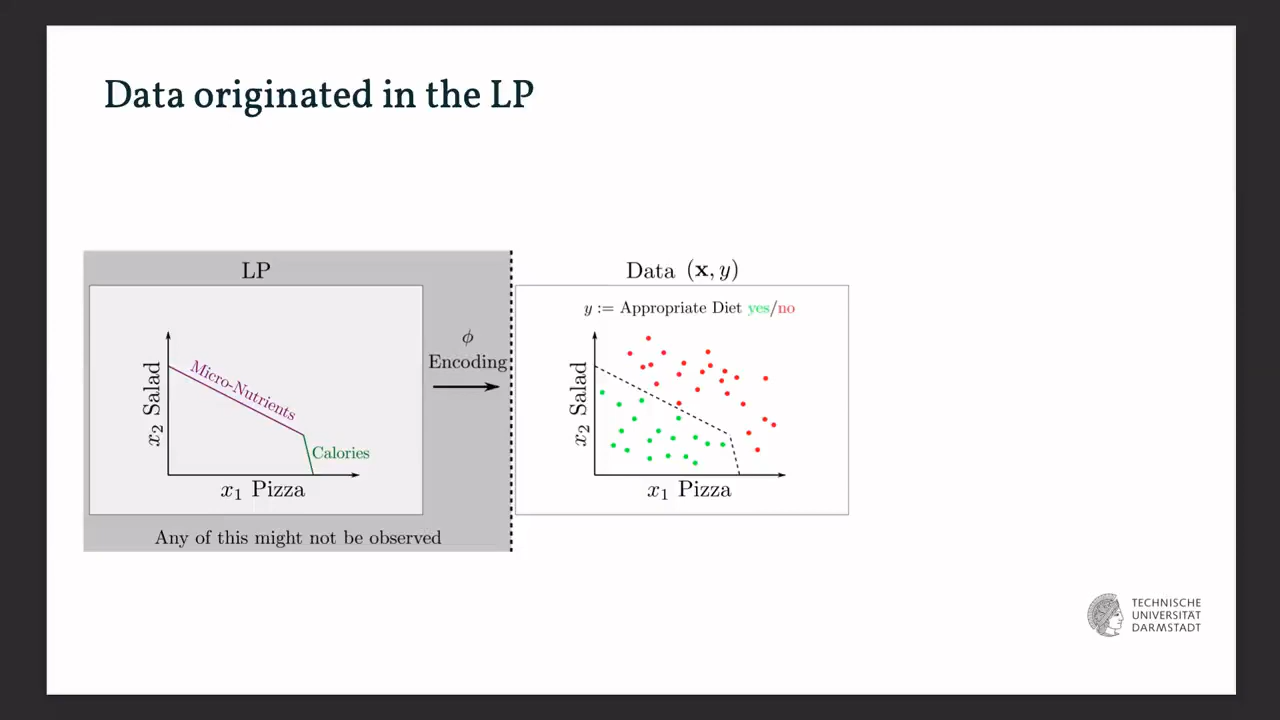 Data originated in the LP
LP
x₂ Salad
Micro-Nutrients
Calories
x₁ Pizza
Any of this might not be observed
ϕ
Encoding
Data (x, y)
y := Appropriate Diet yes/no
x₂ Salad
x₁ Pizza
TECHNISCHE
UNIVERSITÄT
DARMSTADT